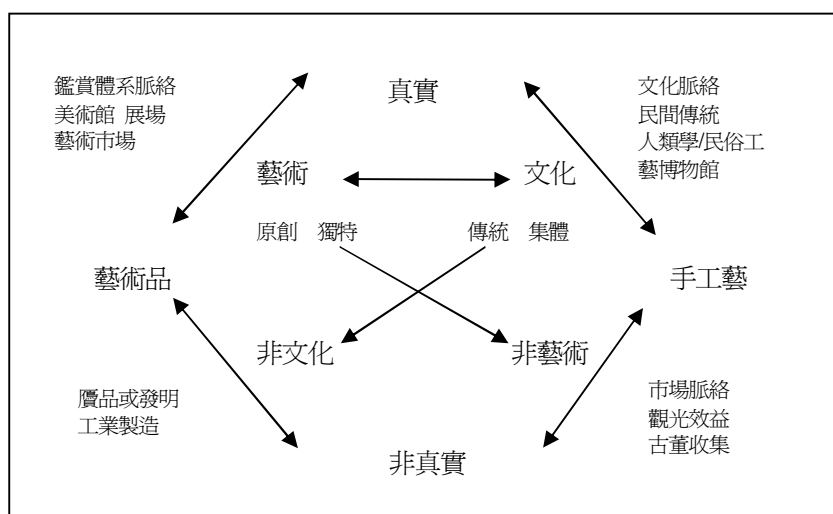 鑑賞體系脈絡
美術館 展場
藝術市場
真實
文化脈絡
民間傳統
人類學/民俗工
藝博物館
藝術
文化
原創 獨特
傳統 集體
藝術品
手工藝
非文化
非藝術
贗品或發明
工業製造
市場脈絡
觀光效益
古董收集
非真實